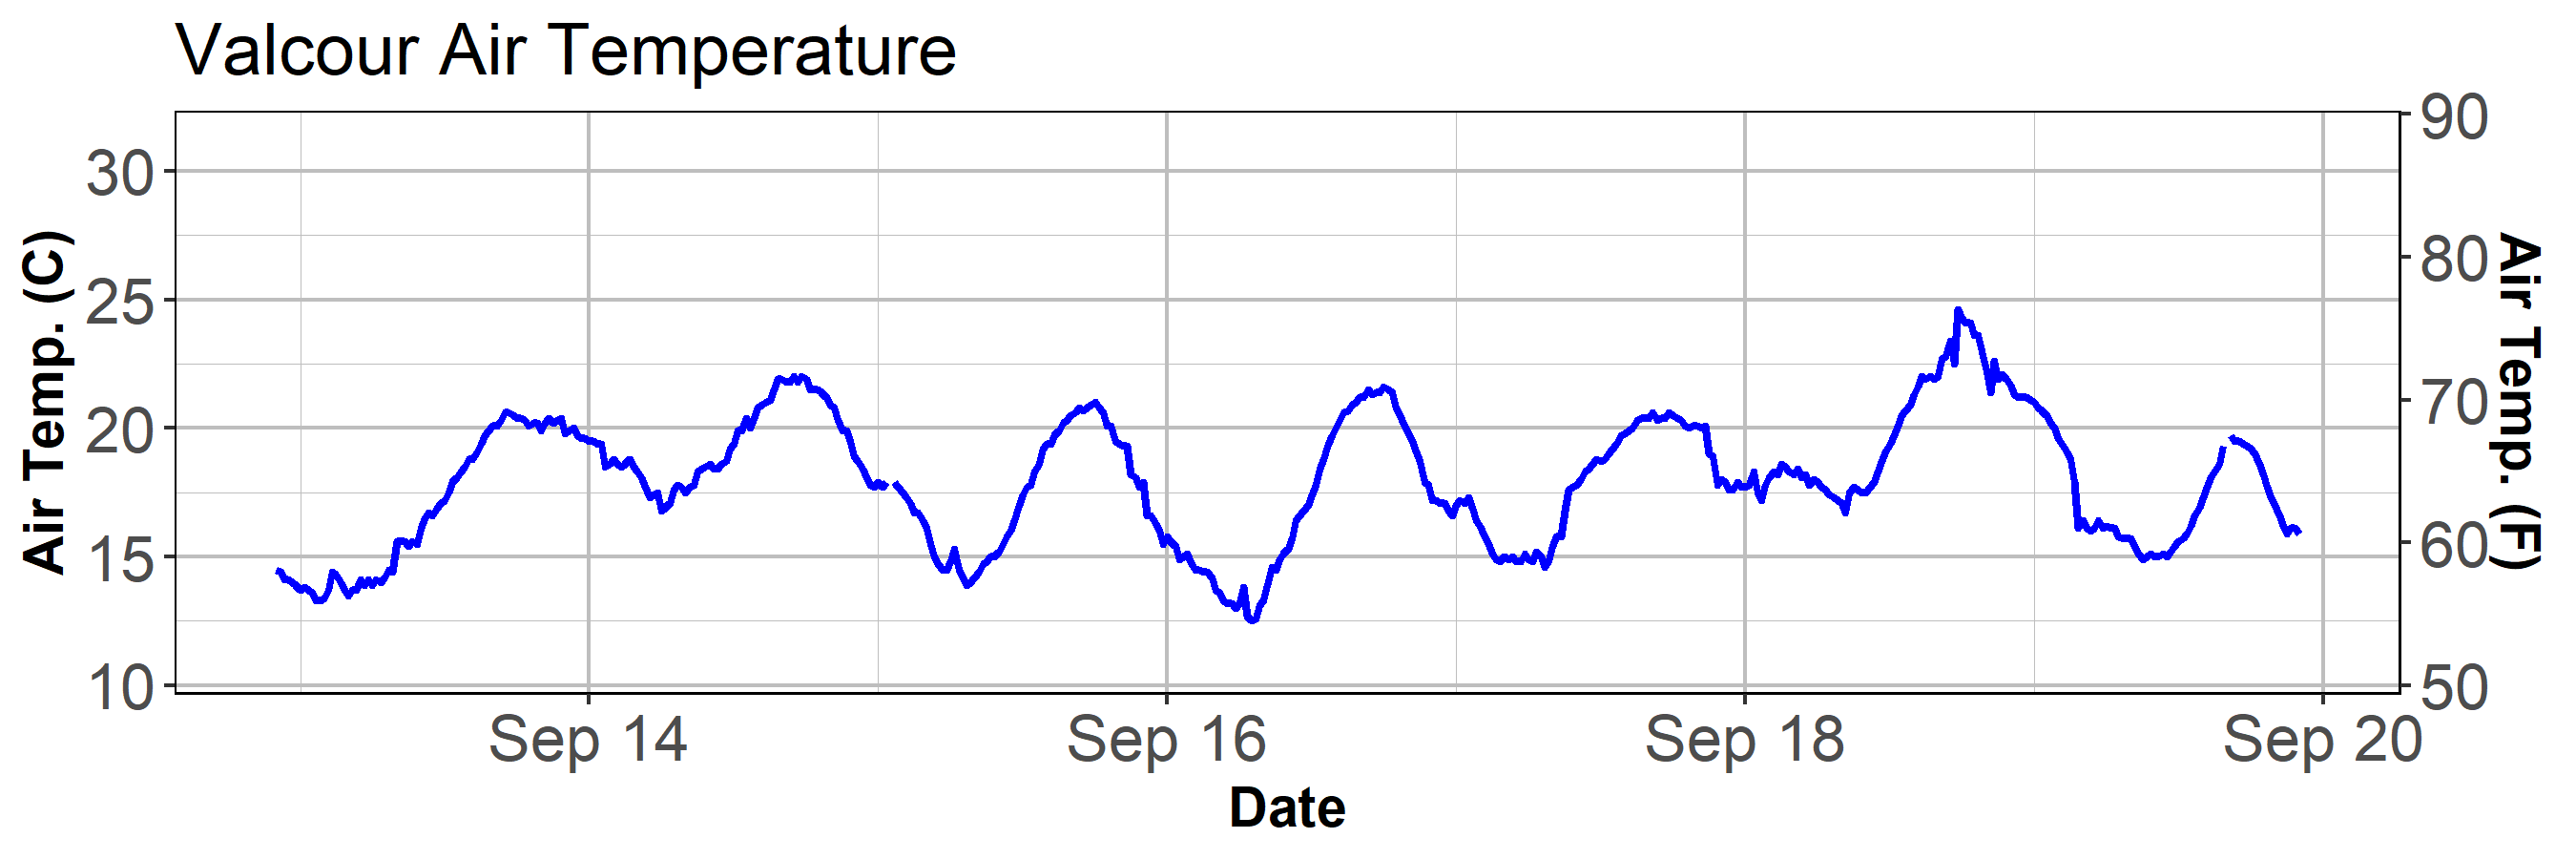 Valcour Air Temperature
Air Temp. (C)
30
25
20
15
10
90
80
70
60
50
Air Temp. (F)
Sep 14
Sep 16
Sep 18
Sep 20
Date